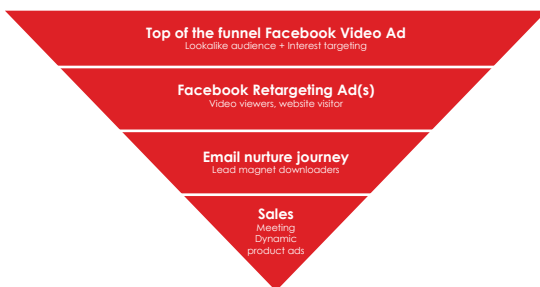 Top of the funnel Facebook Video Ad
Lookalike audience + Interest targeting
Facebook Retargeting Ad(s)
Video viewers, website visitor
Email nurture journey
Lead magnet downloaders
Sales
Meeting
Dynamic
product ads